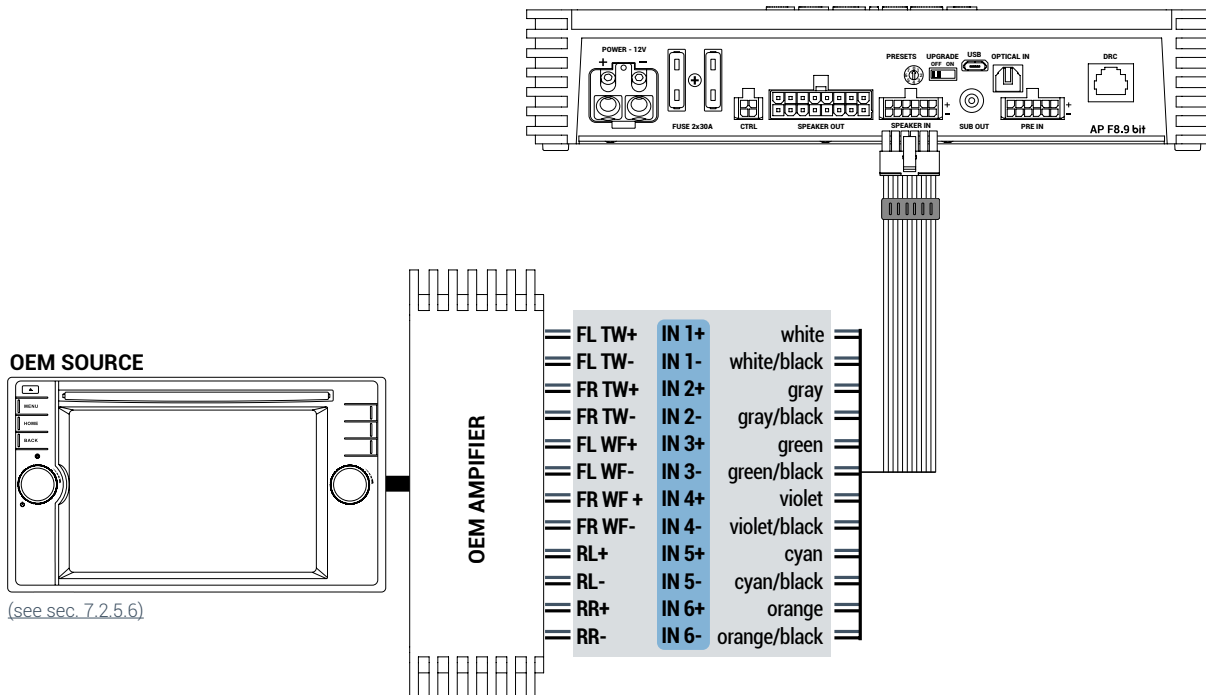 POWER - 12V
+ -
FUSE 2x30A
CTRL
SPEAKER OUT
PRESETS
UPGRADE
OFF ON
USB
OPTICAL IN
DRC
+
-
SPEAKER IN
SUB OUT
+
-
PRE IN
AP F8.9 bit
OEM SOURCE
MENU
HOME
BACK
(see sec. 7.2.5.6)
OEM AMPIFIER
FL TW+ IN 1+ white
FL TW- IN 1- white/black
FR TW+ IN 2+ gray
FR TW- IN 2- gray/black
FL WF+ IN 3+ green
FL WF- IN 3- green/black
FR WF + IN 4+ violet
FR WF- IN 4- violet/black
RL+ IN 5+ cyan
RL- IN 5- cyan/black
RR+ IN 6+ orange
RR- IN 6- orange/black